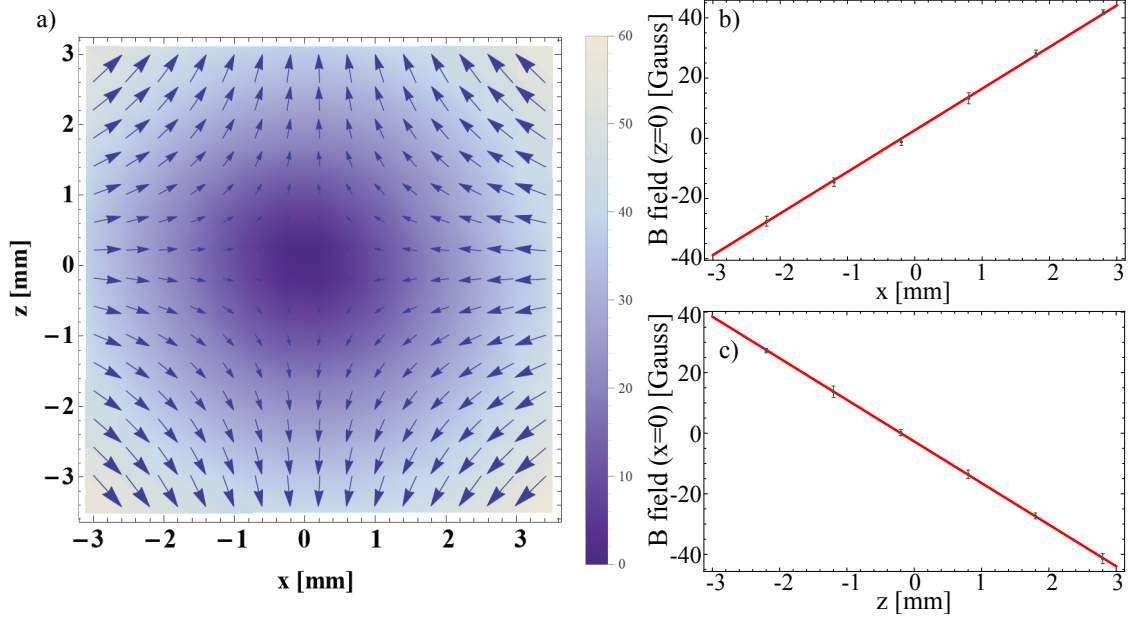 a)
3
2
1
0
−1
−2
−3
z [mm]
−3 −2 −1 0 1 2 3
x [mm]
60
50
40
30
20
10
0
b)
40
20
0
-20
-40
B field (z=0) [Gauss]
-3 -2 -1 0 1 2 3
x [mm]
c)
40
20
0
-20
-40
B field (x=0) [Gauss]
-3 -2 -1 0 1 2 3
z [mm]